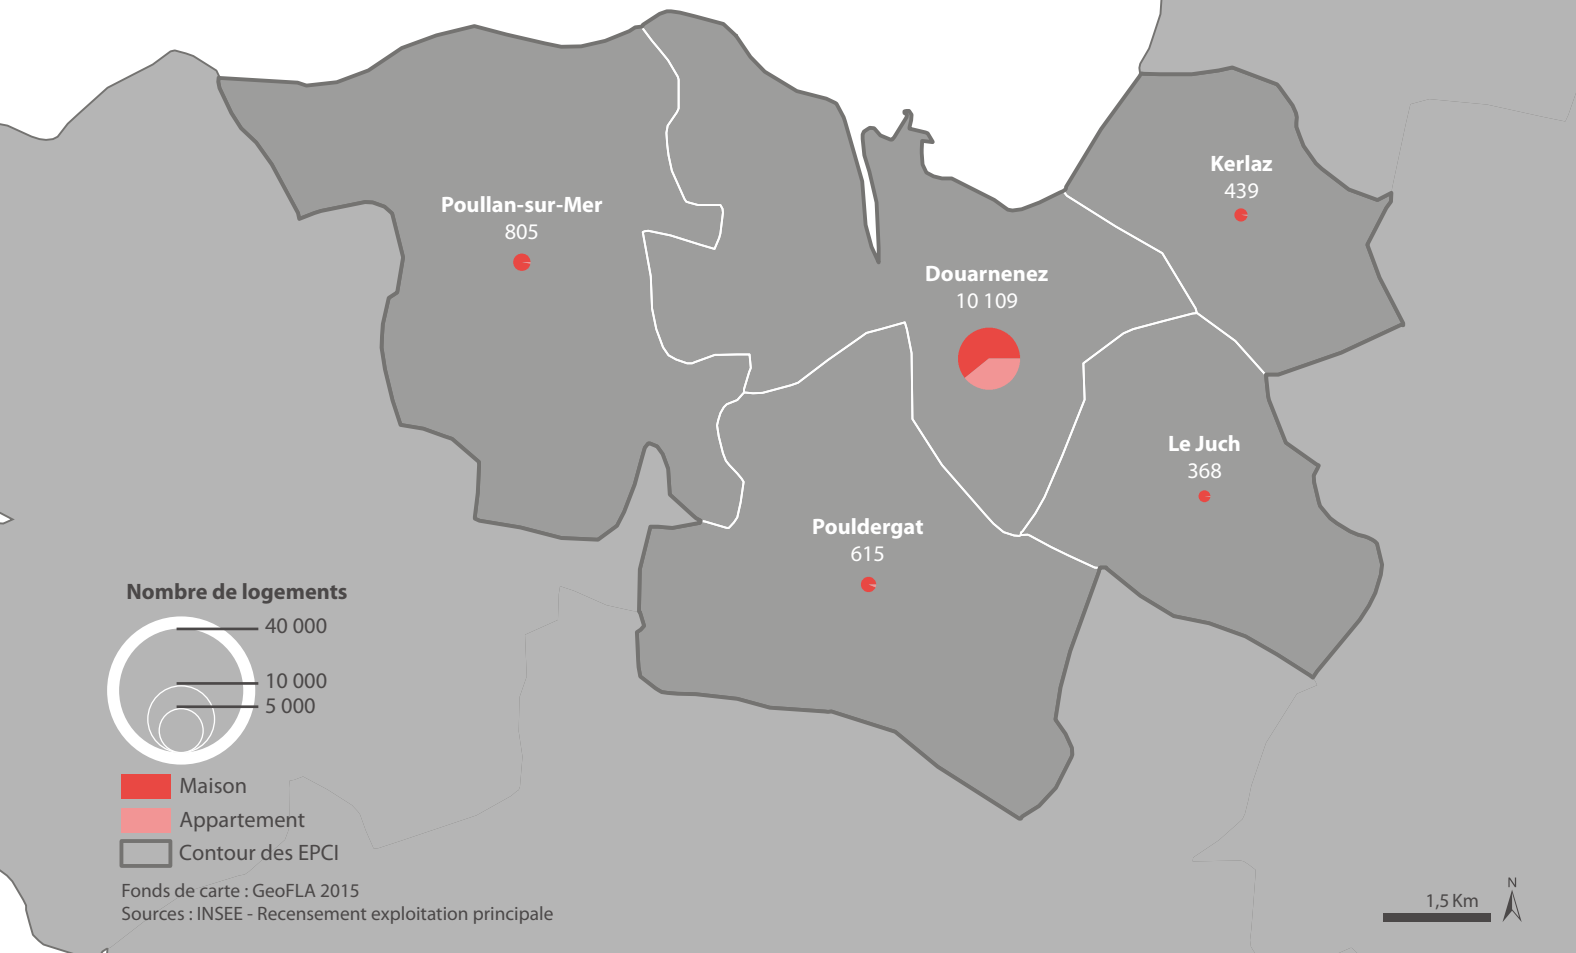 Kerlaz
439
Poullan-sur-Mer
805
Douarnenez
10 109
Le Juch
368
Pouldergat
615
Nombre de logements
40 000
10 000
5 000
Maison
Appartement
Contour des EPCI
Fonds de carte : GeoFLA 2015
Sources : INSEE - Recensement exploitation principale
N
1,5 Km